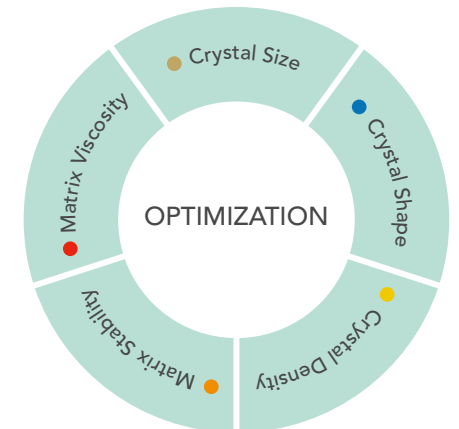 Crystal Size
Crystal Shape
Crystal Density
Matrix Stability
Matrix Viscosity
OPTIMIZATION